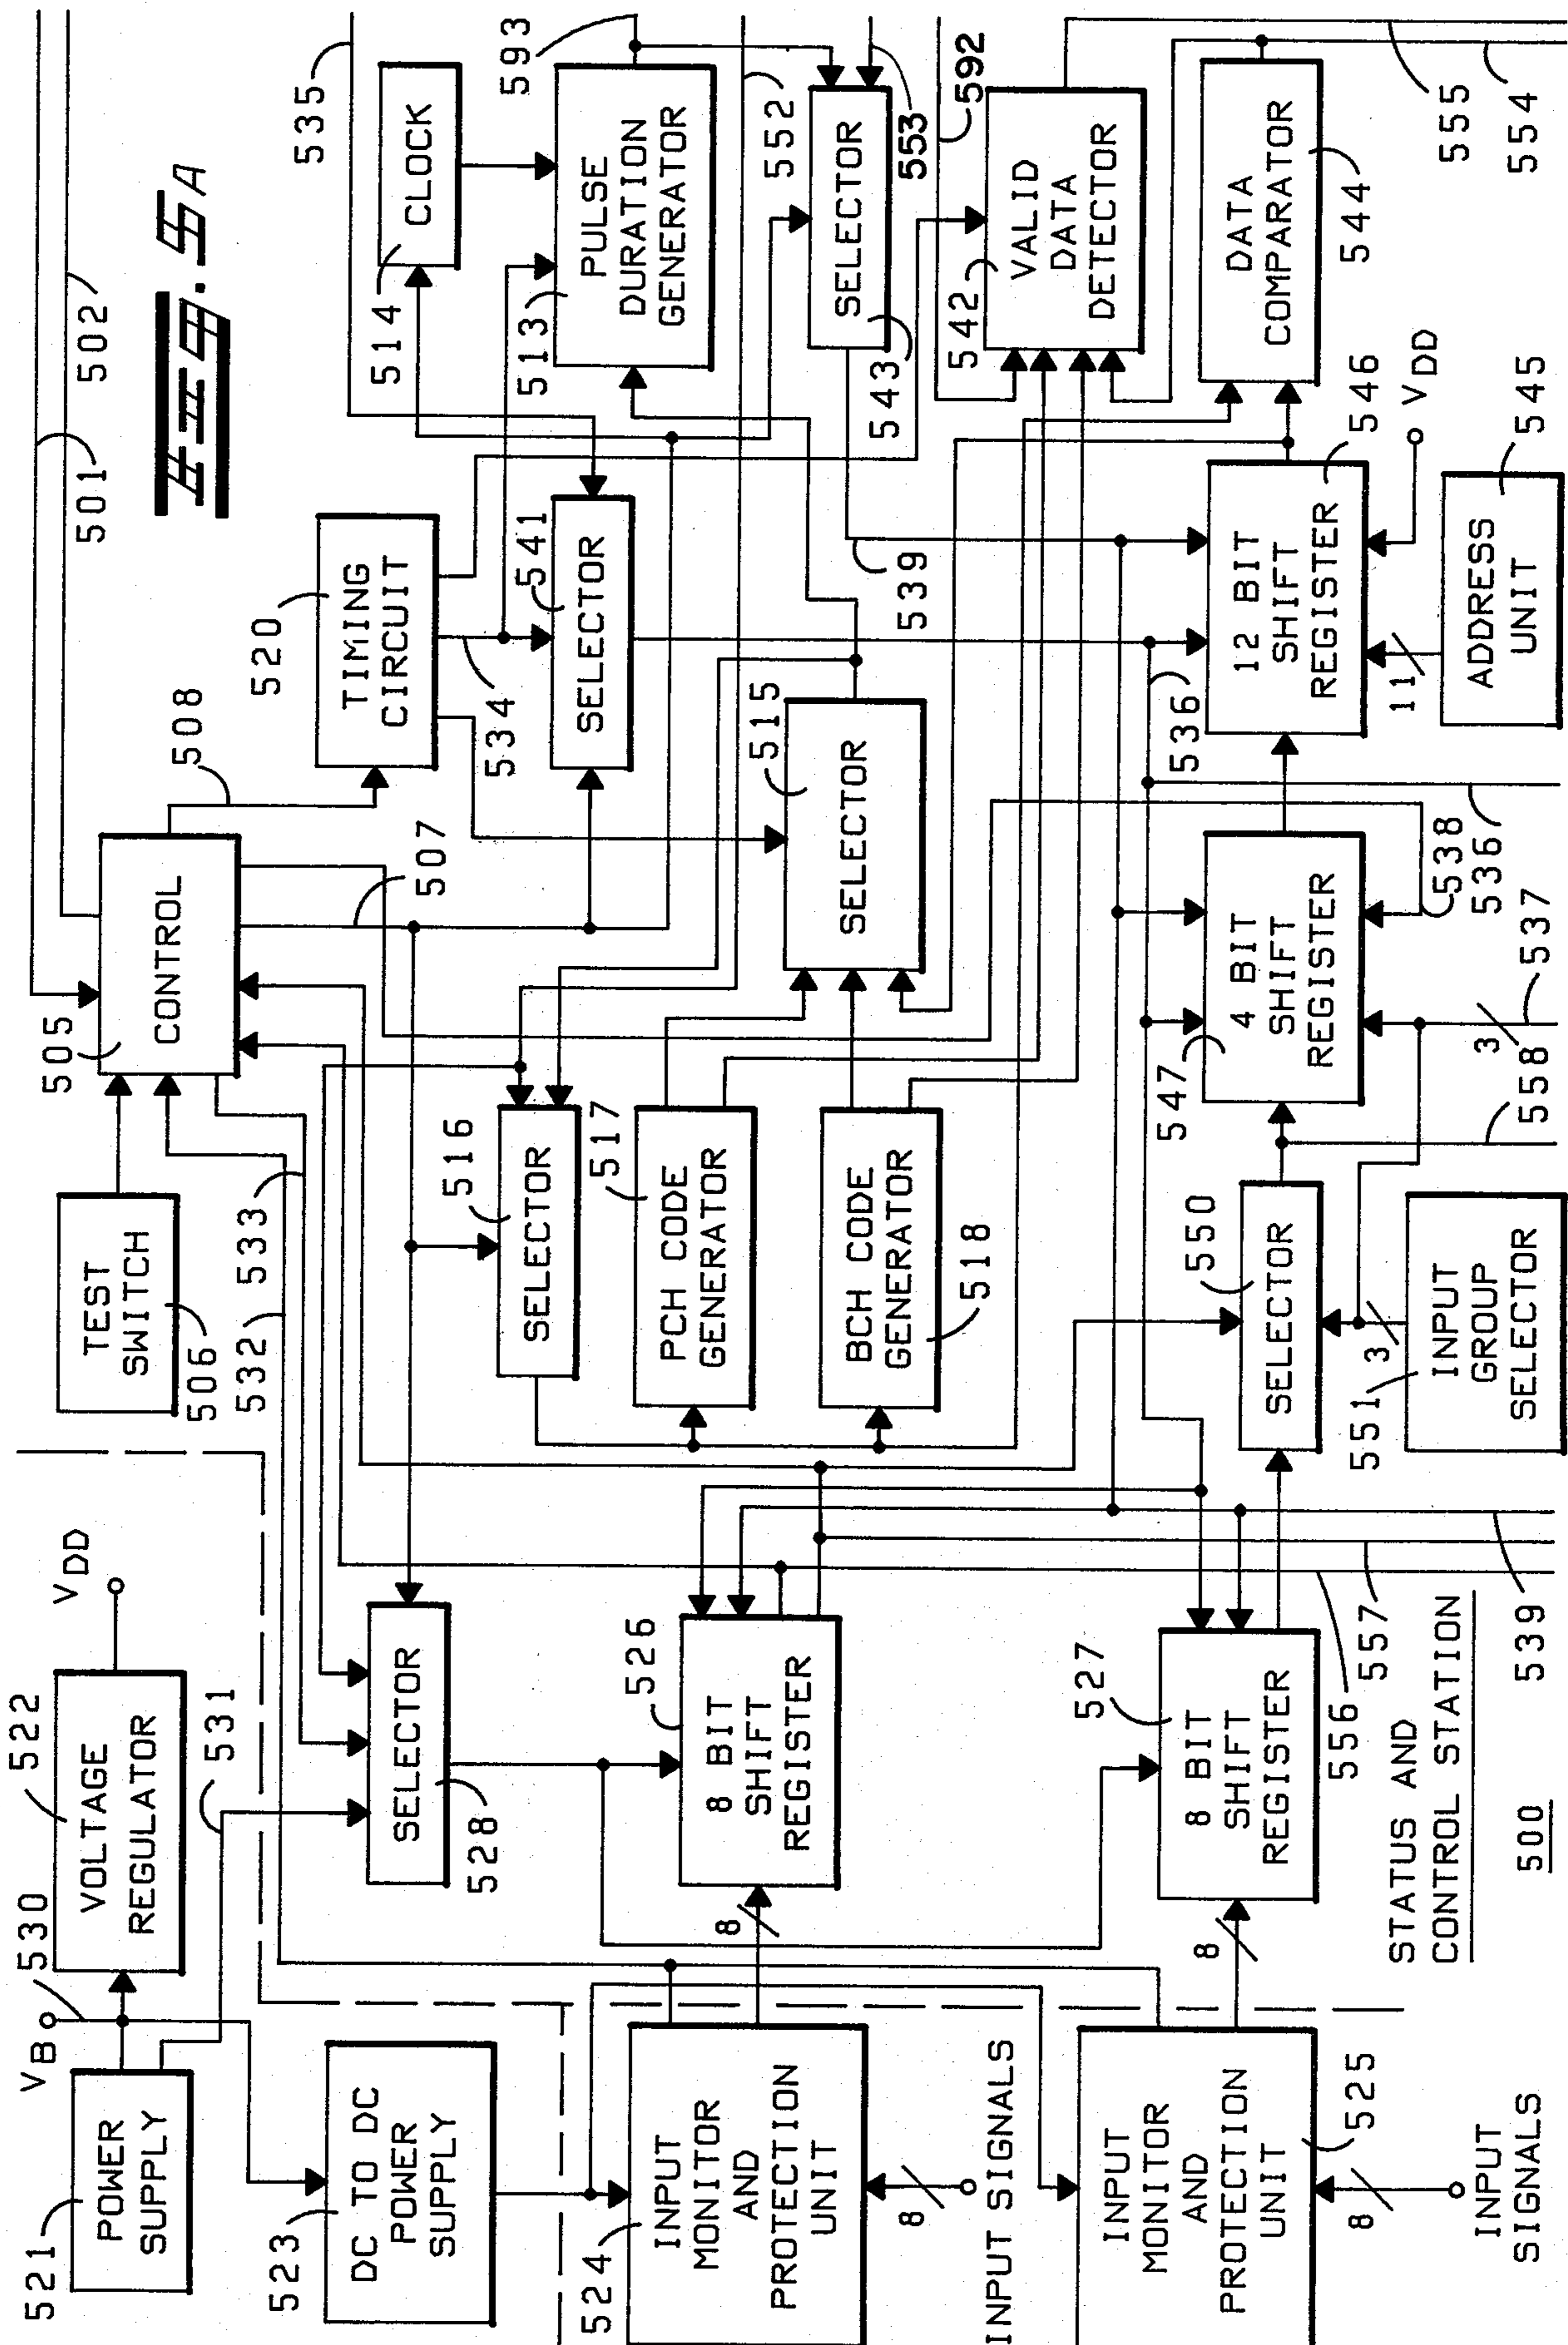 FIG. 5A
501
502
535
CLOCK
514
593
PULSE
DURATION
GENERATOR
513
552
SELECTOR
543
553
592
VALID
DATA
DETECTOR
542
DATA
COMPARATOR
544
555
554
520
TIMING
CIRCUIT
534
541
SELECTOR
539
508
507
515
SELECTOR
12 BIT
SHIFT
REGISTER
546
VDD
11
ADDRESS
UNIT
545
536
536
538
537
3
558
505
CONTROL
TEST
SWITCH
506
532
533
516
SELECTOR
517
PCH CODE
GENERATOR
BCH CODE
GENERATOR
518
547
4 BIT
SHIFT
REGISTER
550
SELECTOR
3
551
INPUT
GROUP
SELECTOR
VB
530
521
POWER
SUPPLY
522
VOLTAGE
REGULATOR
VDD
531
523
DC TO DC
POWER
SUPPLY
SELECTOR
528
526
8 BIT
SHIFT
REGISTER
8
527
8 BIT
SHIFT
REGISTER
8
524
INPUT
MONITOR
AND
PROTECTION
UNIT
8
INPUT SIGNALS
INPUT
MONITOR
AND
PROTECTION
UNIT
525
8
INPUT
SIGNALS
556
557
539
STATUS AND
CONTROL STATION
500